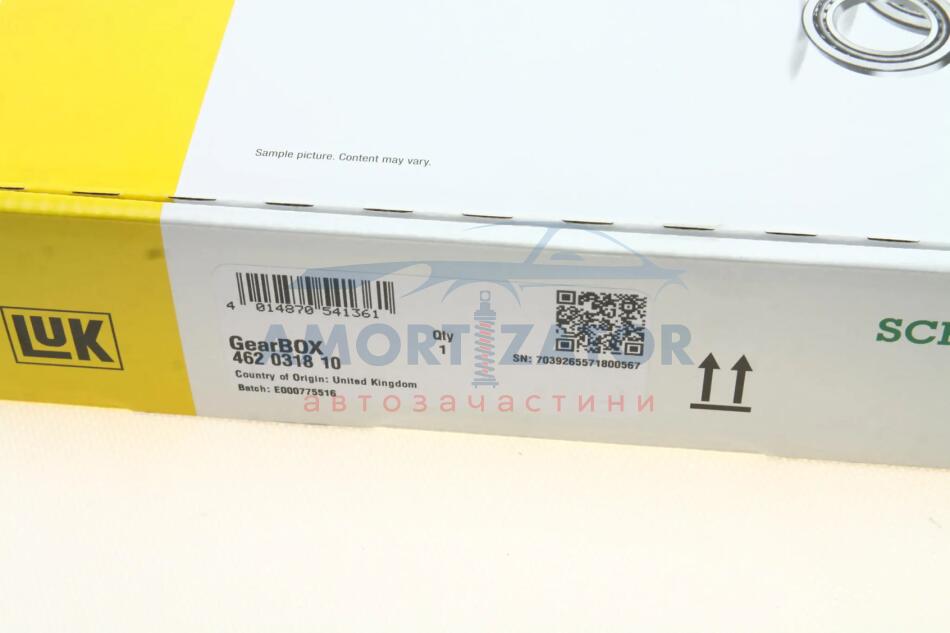 Sample picture. Content may vary.
LUK
4 014870 541361
GearBOX
462 0318 10
Qty
1
Country of Origin: United Kingdom
Batch: E000775516
SN: 7039265571800567
AMORTIZATOR
автозачастини